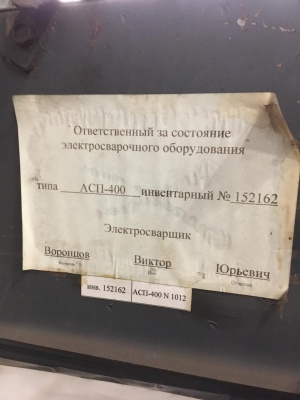 Ответственный за состояние
электросварочного оборудования
типа АСП-400 инвентарный № 152162
Электросварщик
Воронцов Виктор Юрьевич
инв. 152162 АСП-400 N 1012